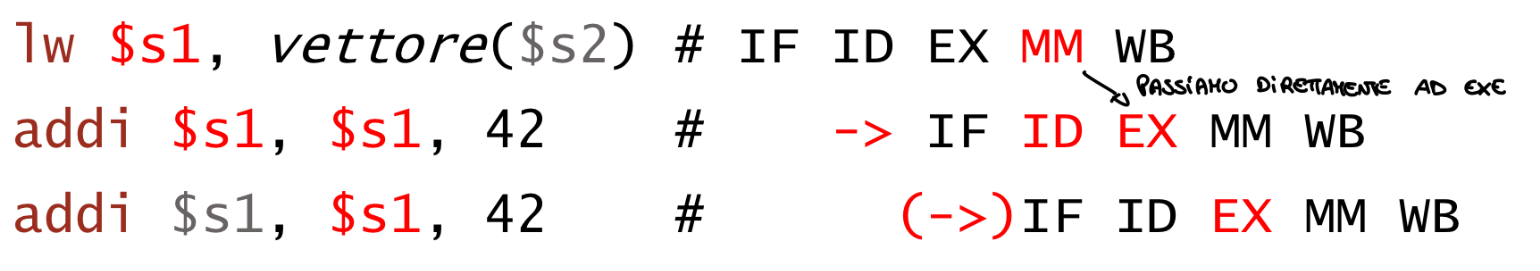 lw $s1, vettore($s2) # IF ID EX MM WB
PASSIAMO DIRETTAMENTE AD EXE
addi $s1, $s1, 42 # -> IF ID EX MM WB
addi $s1, $s1, 42 # (->)IF ID EX MM WB